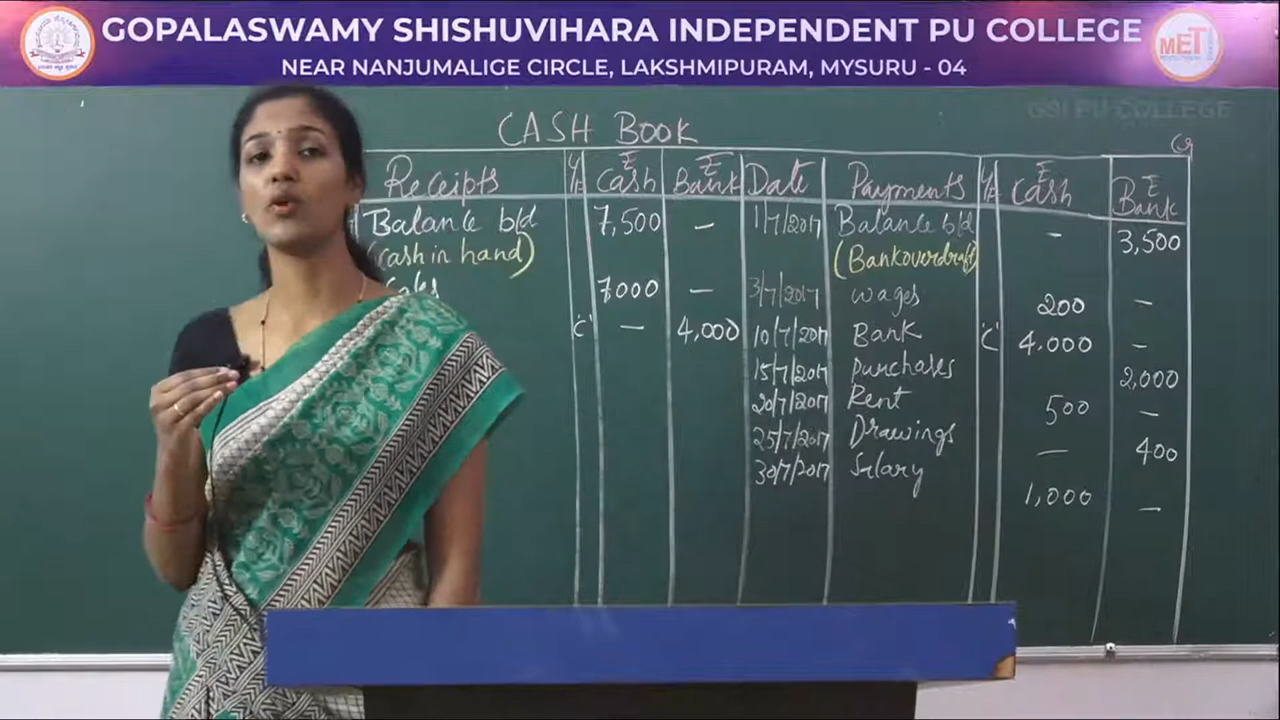 GOPALASWAMY SHISHUVIHARA INDEPENDENT PU COLLEGE
NEAR NANJUMALIGE CIRCLE, LAKSHMIPURAM, MYSURU - 04
MET
GSI PU COLLEGE
CASH BOOK
Cr
Receipts L/F ₹ Cash ₹ Bank Date Payments L/F ₹ Cash ₹ Bank
Balance b/d 7,500 – 1/7/2017 Balance b/d – 3,500
(cash in hand) (Bankoverdraft)
Sales 7000 – 3/7/2017 wages 200 –
'C' – 4,000 10/7/2017 Bank 'C' 4,000 –
15/7/2017 purchases 2,000
20/7/2017 Rent 500 –
25/7/2017 Drawings – 400
30/7/2017 Salary 1,000 –